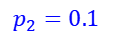 p₂ = 0.1